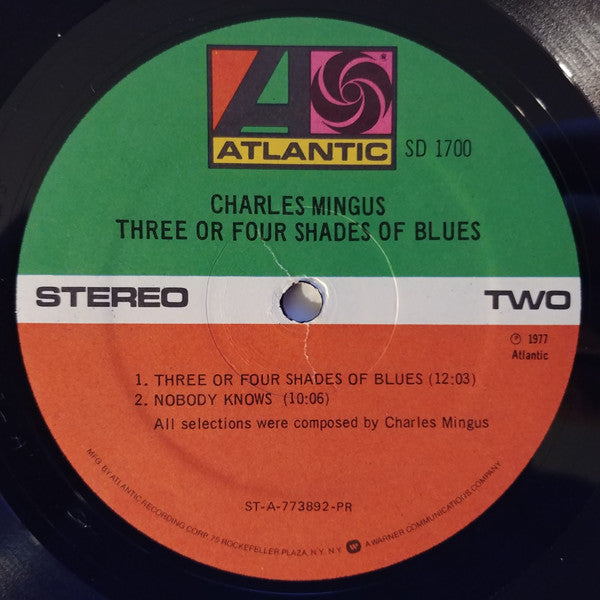 ATLANTIC
®
SD 1700
CHARLES MINGUS
THREE OR FOUR SHADES OF BLUES
STEREO
TWO
℗ 1977
Atlantic
1. THREE OR FOUR SHADES OF BLUES (12:03)
2. NOBODY KNOWS (10:06)
All selections were composed by Charles Mingus
ST-A-773892-PR
MFG. BY ATLANTIC RECORDING CORP., 75 ROCKEFELLER PLAZA, N.Y. N.Y. A WARNER COMMUNICATIONS COMPANY